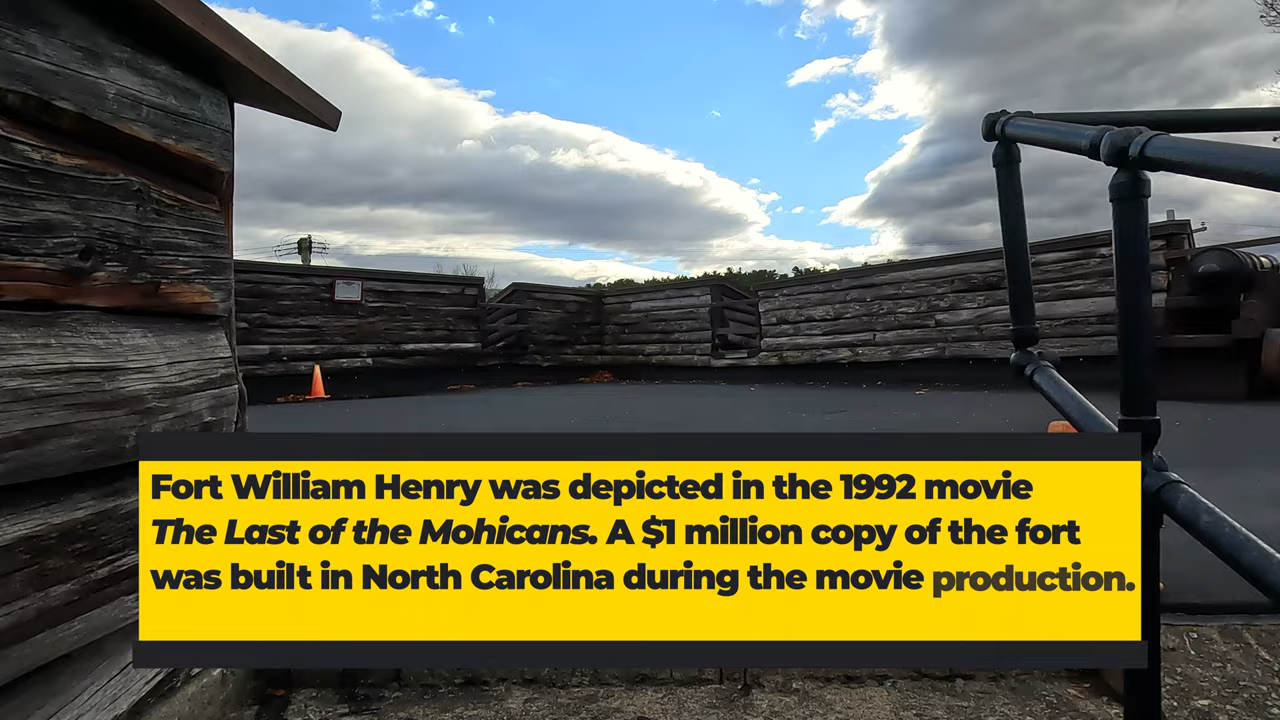 Fort William Henry was depicted in the 1992 movie
The Last of the Mohicans. A $1 million copy of the fort
was built in North Carolina during the movie production.